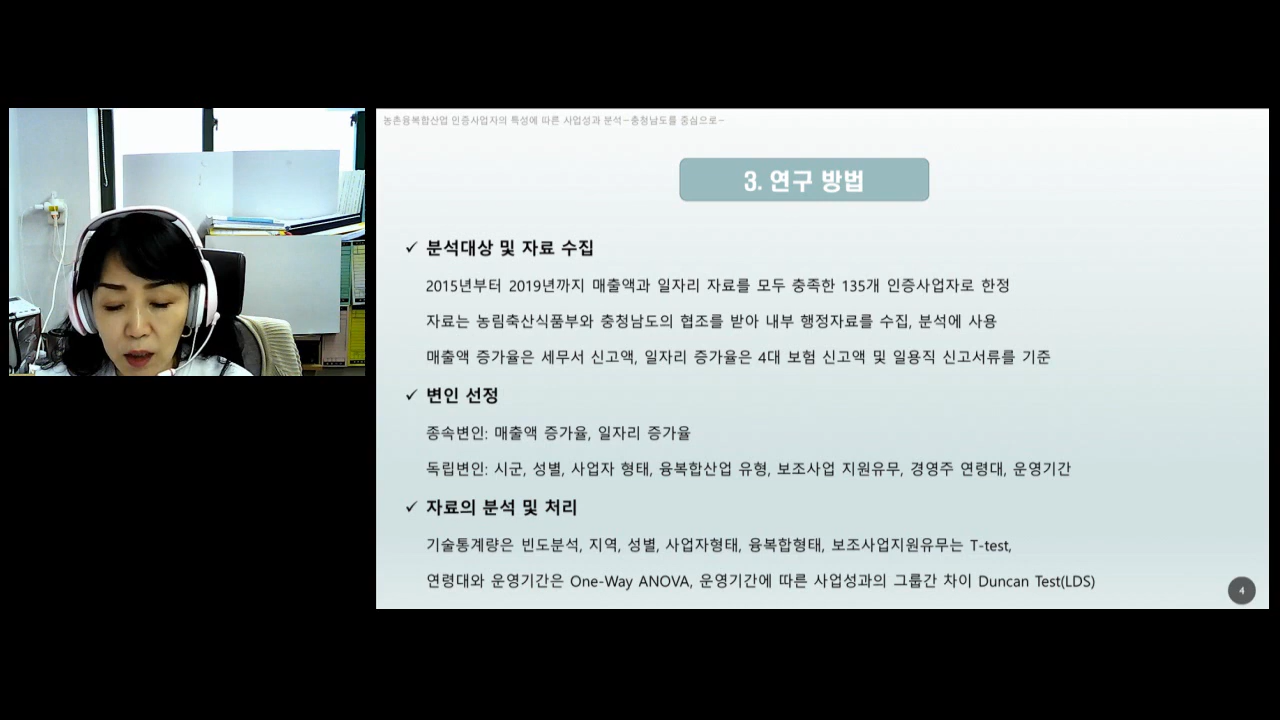 농촌융복합산업 인증사업자의 특성에 따른 사업성과 분석-충청남도를 중심으로-
3. 연구 방법
✓ 분석대상 및 자료 수집
2015년부터 2019년까지 매출액과 일자리 자료를 모두 충족한 135개 인증사업자로 한정
자료는 농림축산식품부와 충청남도의 협조를 받아 내부 행정자료를 수집, 분석에 사용
매출액 증가율은 세무서 신고액, 일자리 증가율은 4대 보험 신고액 및 일용직 신고서류를 기준
✓ 변인 선정
종속변인: 매출액 증가율, 일자리 증가율
독립변인: 시군, 성별, 사업자 형태, 융복합산업 유형, 보조사업 지원유무, 경영주 연령대, 운영기간
✓ 자료의 분석 및 처리
기술통계량은 빈도분석, 지역, 성별, 사업자형태, 융복합형태, 보조사업지원유무는 T-test,
연령대와 운영기간은 One-Way ANOVA, 운영기간에 따른 사업성과의 그룹간 차이 Duncan Test(LDS)
4